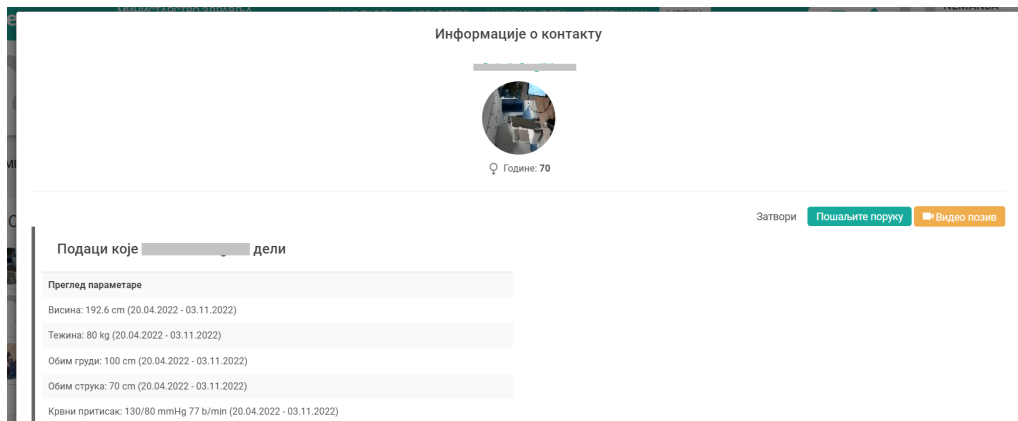 МИНИСТАРСТВО ЗДРАВЉА
NEMANJA
Информације о контакту
Године: 70
Затвори Пошаљите поруку Видео позив
Подаци које дели
Преглед параметаре
Висина: 192.6 cm (20.04.2022 - 03.11.2022)
Тежина: 80 kg (20.04.2022 - 03.11.2022)
Обим груди: 100 cm (20.04.2022 - 03.11.2022)
Обим струка: 70 cm (20.04.2022 - 03.11.2022)
Крвни притисак: 130/80 mmHg 77 b/min (20.04.2022 - 03.11.2022)